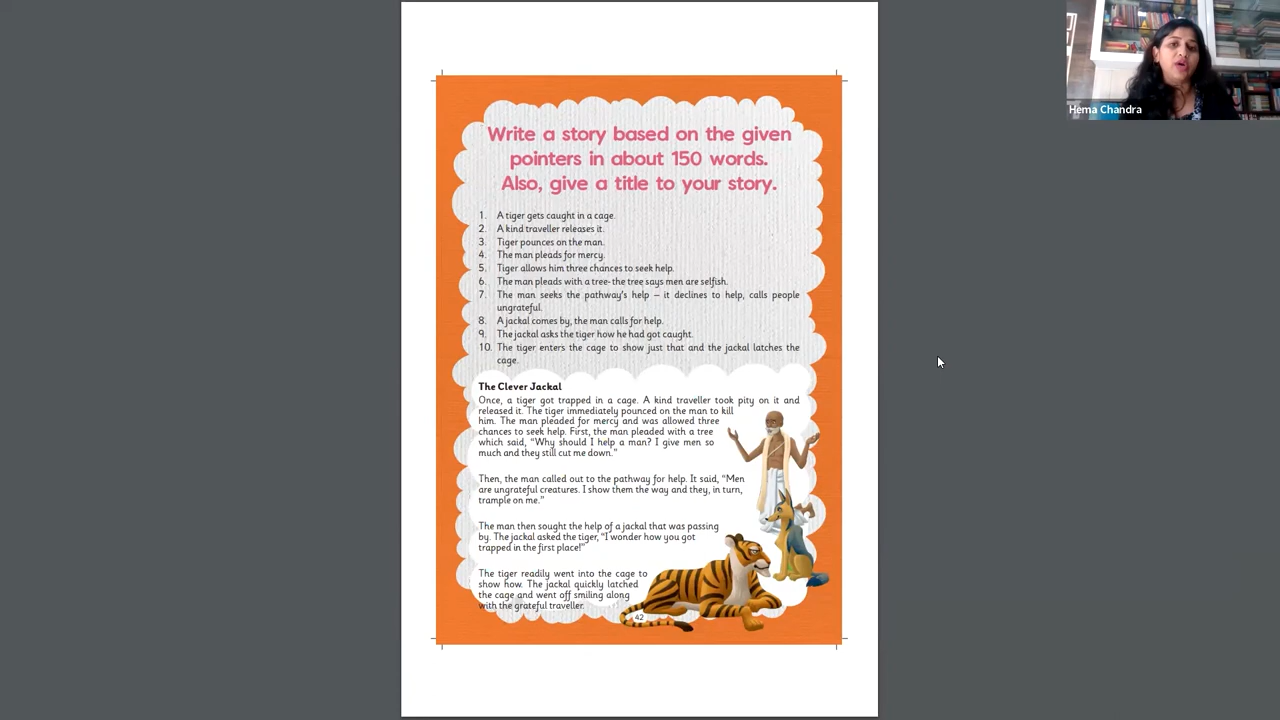 Hema Chandra
Write a story based on the given
pointers in about 150 words.
Also, give a title to your story.
1. A tiger gets caught in a cage.
2. A kind traveller releases it.
3. Tiger pounces on the man.
4. The man pleads for mercy.
5. Tiger allows him three chances to seek help.
6. The man pleads with a tree- the tree says men are selfish.
7. The man seeks the pathway's help – it declines to help, calls people
ungrateful.
8. A jackal comes by, the man calls for help.
9. The jackal asks the tiger how he had got caught.
10. The tiger enters the cage to show just that and the jackal latches the
cage.
The Clever Jackal
Once, a tiger got trapped in a cage. A kind traveller took pity on it and
released it. The tiger immediately pounced on the man to kill
him. The man pleaded for mercy and was allowed three
chances to seek help. First, the man pleaded with a tree
which said, “Why should I help a man? I give men so
much and they still cut me down.”
Then, the man called out to the pathway for help. It said, “Men
are ungrateful creatures. I show them the way and they, in turn,
trample on me.”
The man then sought the help of a jackal that was passing
by. The jackal asked the tiger, “I wonder how you got
trapped in the first place!”
The tiger readily went into the cage to
show how. The jackal quickly latched
the cage and went off smiling along
with the grateful traveller.
42